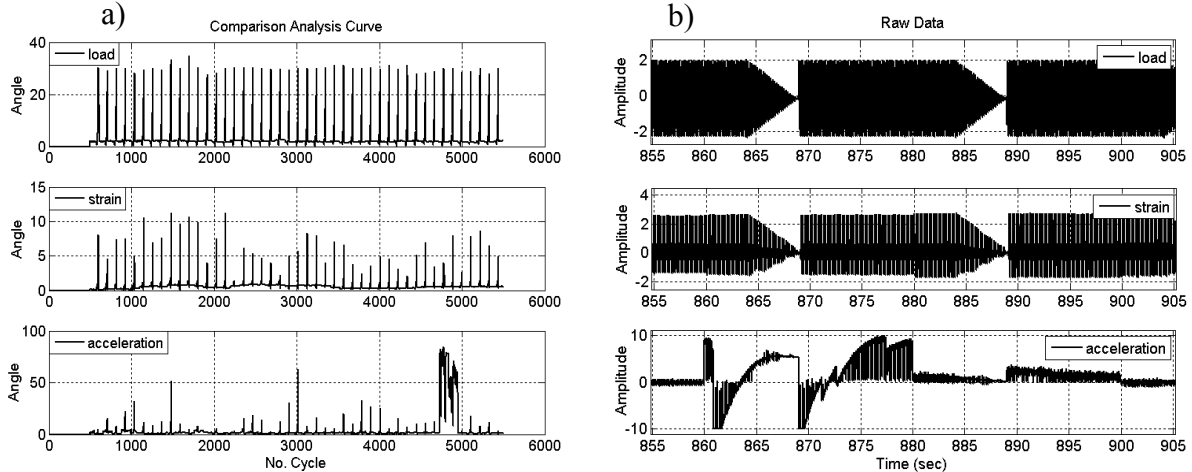 a)
Comparison Analysis Curve
40
20
0
Angle
load
0 1000 2000 3000 4000 5000 6000
15
10
5
0
Angle
strain
0 1000 2000 3000 4000 5000 6000
100
50
0
Angle
acceleration
0 1000 2000 3000 4000 5000 6000
No. Cycle
b)
Raw Data
2
0
-2
Amplitude
load
855 860 865 870 875 880 885 890 895 900 905
4
2
0
-2
Amplitude
strain
855 860 865 870 875 880 885 890 895 900 905
10
0
-10
Amplitude
acceleration
855 860 865 870 875 880 885 890 895 900 905
Time (sec)